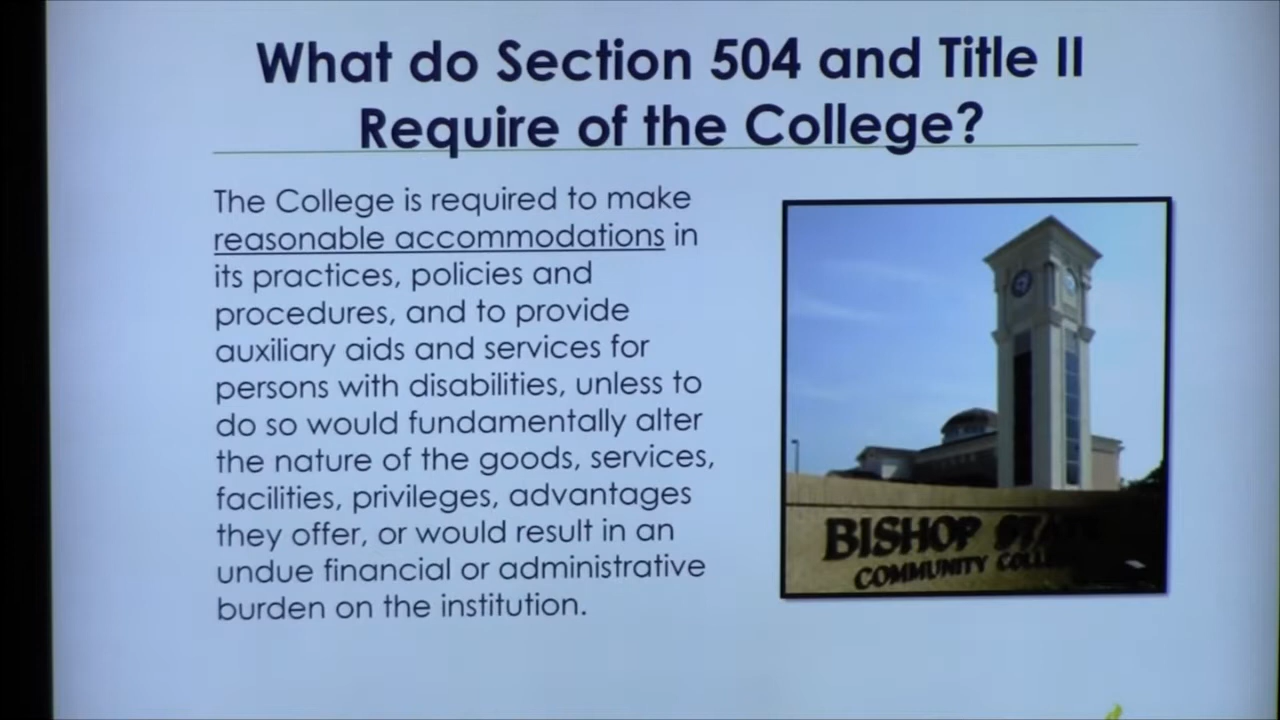 What do Section 504 and Title II
Require of the College?
The College is required to make
reasonable accommodations in
its practices, policies and
procedures, and to provide
auxiliary aids and services for
persons with disabilities, unless to
do so would fundamentally alter
the nature of the goods, services,
facilities, privileges, advantages
they offer, or would result in an
undue financial or administrative
burden on the institution.
BISHOP STATE
COMMUNITY COLLEGE